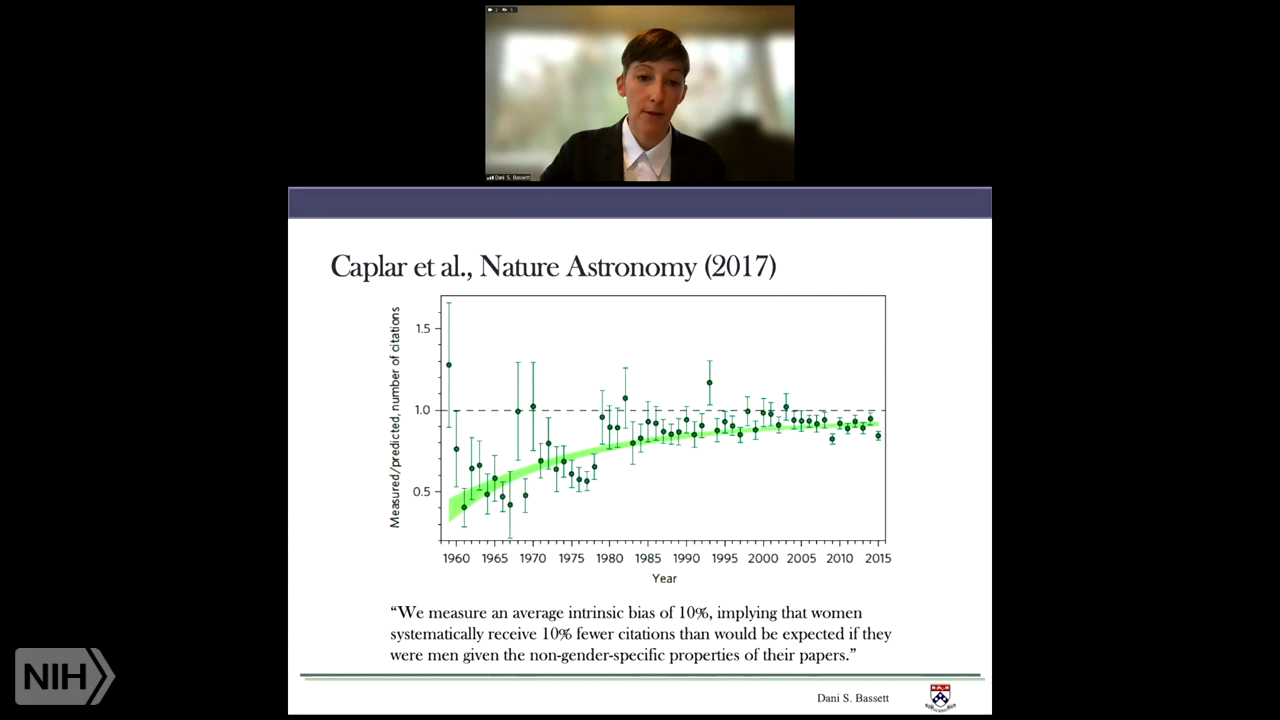 Dani S. Bassett
Caplar et al., Nature Astronomy (2017)
Measured/predicted, number of citations
1.5
1.0
0.5
1960 1965 1970 1975 1980 1985 1990 1995 2000 2005 2010 2015
Year
“We measure an average intrinsic bias of 10%, implying that women
systematically receive 10% fewer citations than would be expected if they
were men given the non-gender-specific properties of their papers.”
Dani S. Bassett
NIH